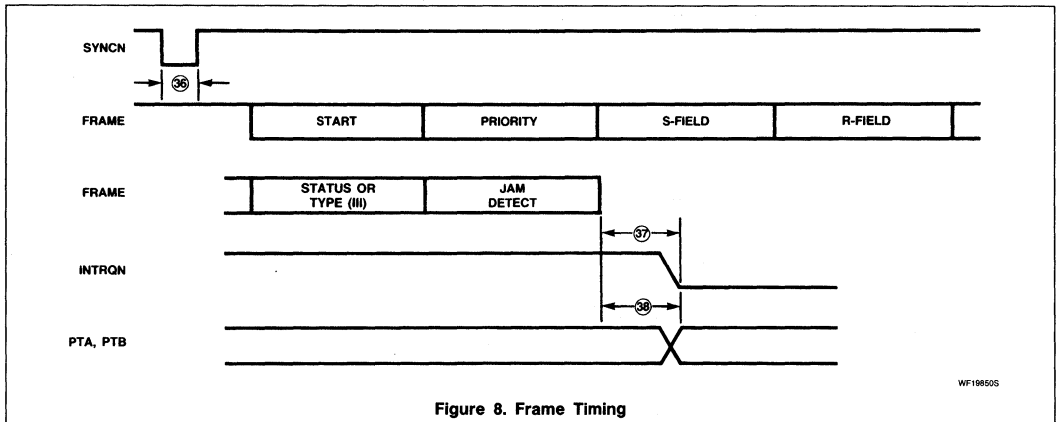 SYNCN
36
FRAME
START
PRIORITY
S-FIELD
R-FIELD
FRAME
STATUS OR
TYPE (III)
JAM
DETECT
37
INTRQN
38
PTA, PTB
WF19850S
Figure 8. Frame Timing